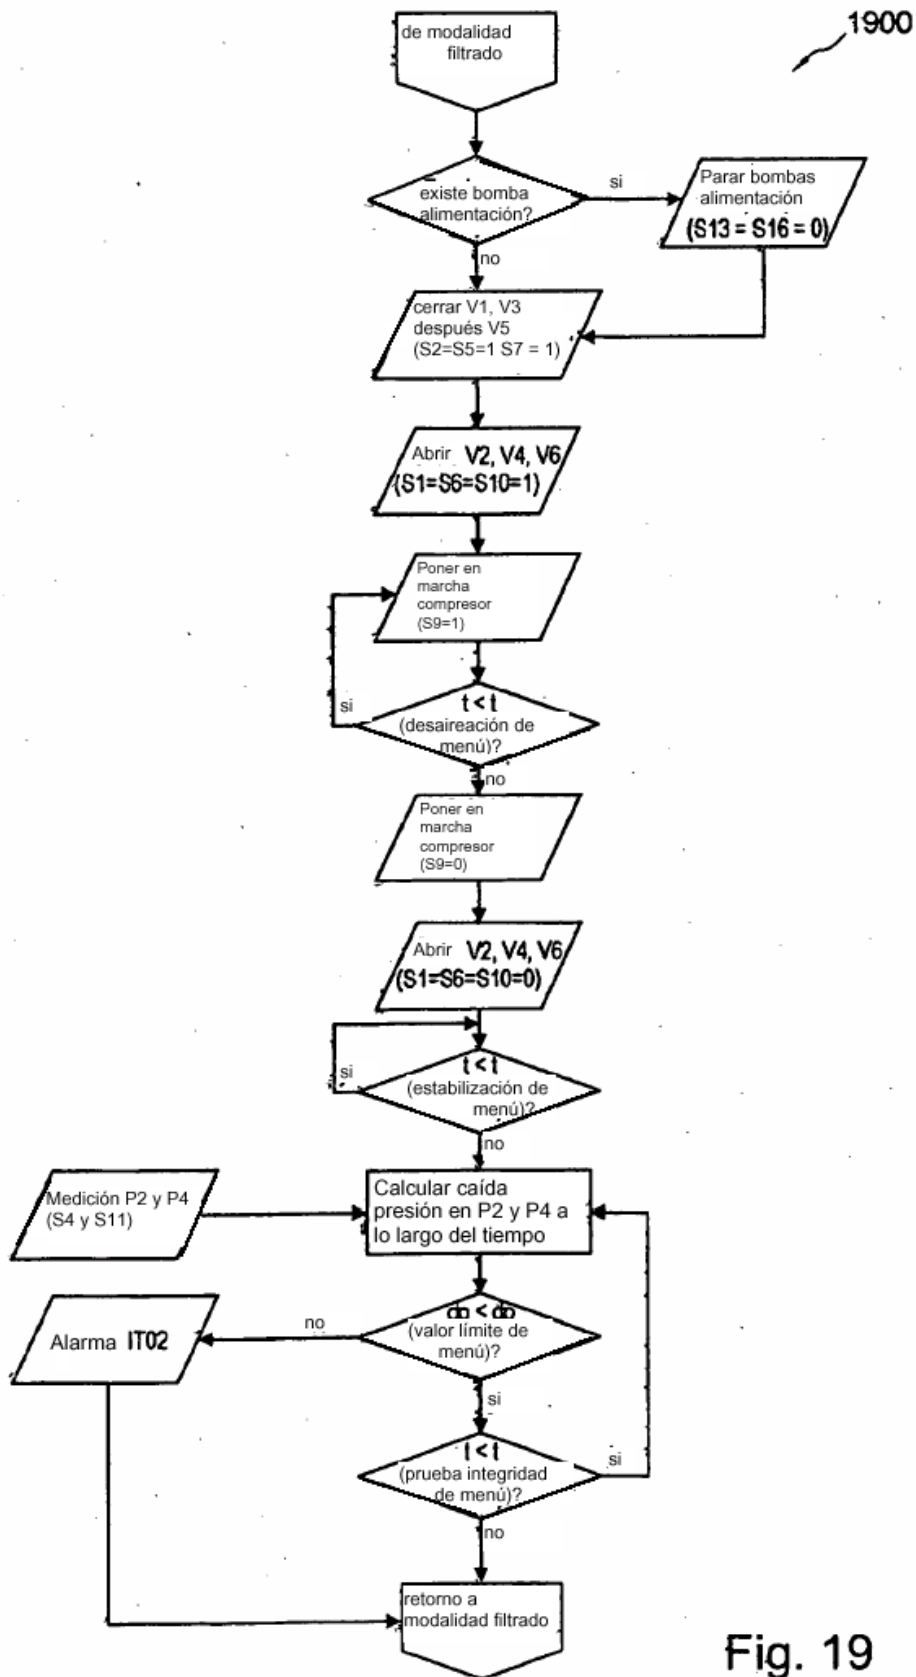 1900
de modalidad
filtrado
existe bomba
alimentación?
si
Parar bombas
alimentación
(S13 = S16 = 0)
no
cerrar V1, V3
después V5
(S2=S5=1 S7 = 1)
Abrir V2, V4, V6
(S1=S6=S10=1)
Poner en
marcha
compresor
(S9=1)
si
t < t
(desaireación de
menú)?
no
Poner en
marcha
compresor
(S9=0)
Abrir V2, V4, V6
(S1=S6=S10=0)
si
t < t
(estabilización de
menú)?
no
Medición P2 y P4
(S4 y S11)
Calcular caída
presión en P2 y P4 a
lo largo del tiempo
Alarma IT02
no
dp < dp
(valor límite de
menú)?
si
t < t
(prueba integridad
de menú)?
si
no
retorno a
modalidad filtrado
Fig. 19